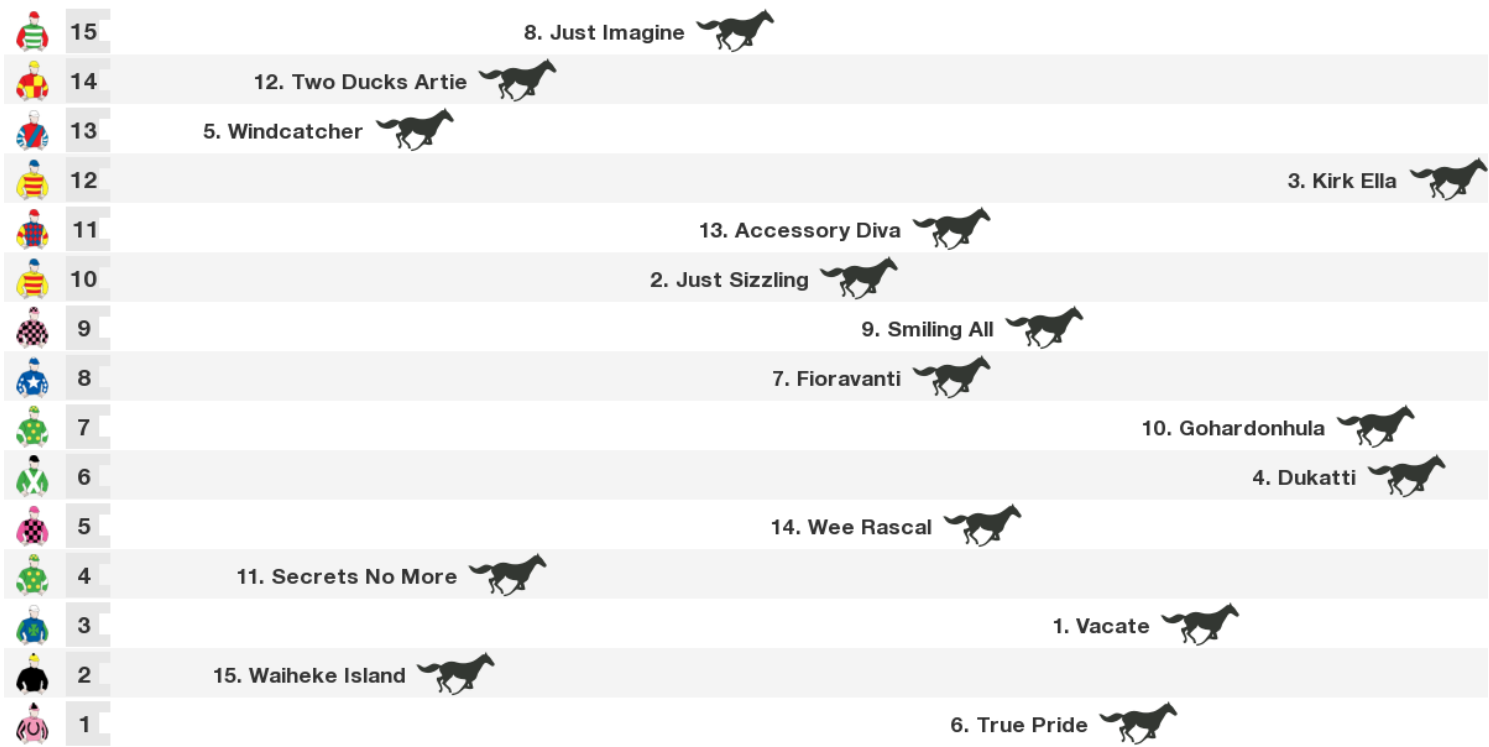 15 8. Just Imagine
14 12. Two Ducks Artie
13 5. Windcatcher
12 3. Kirk Ella
11 13. Accessory Diva
10 2. Just Sizzling
9 9. Smiling All
8 7. Fioravanti
7 10. Gohardonhula
6 4. Dukatti
5 14. Wee Rascal
4 11. Secrets No More
3 1. Vacate
2 15. Waiheke Island
1 6. True Pride